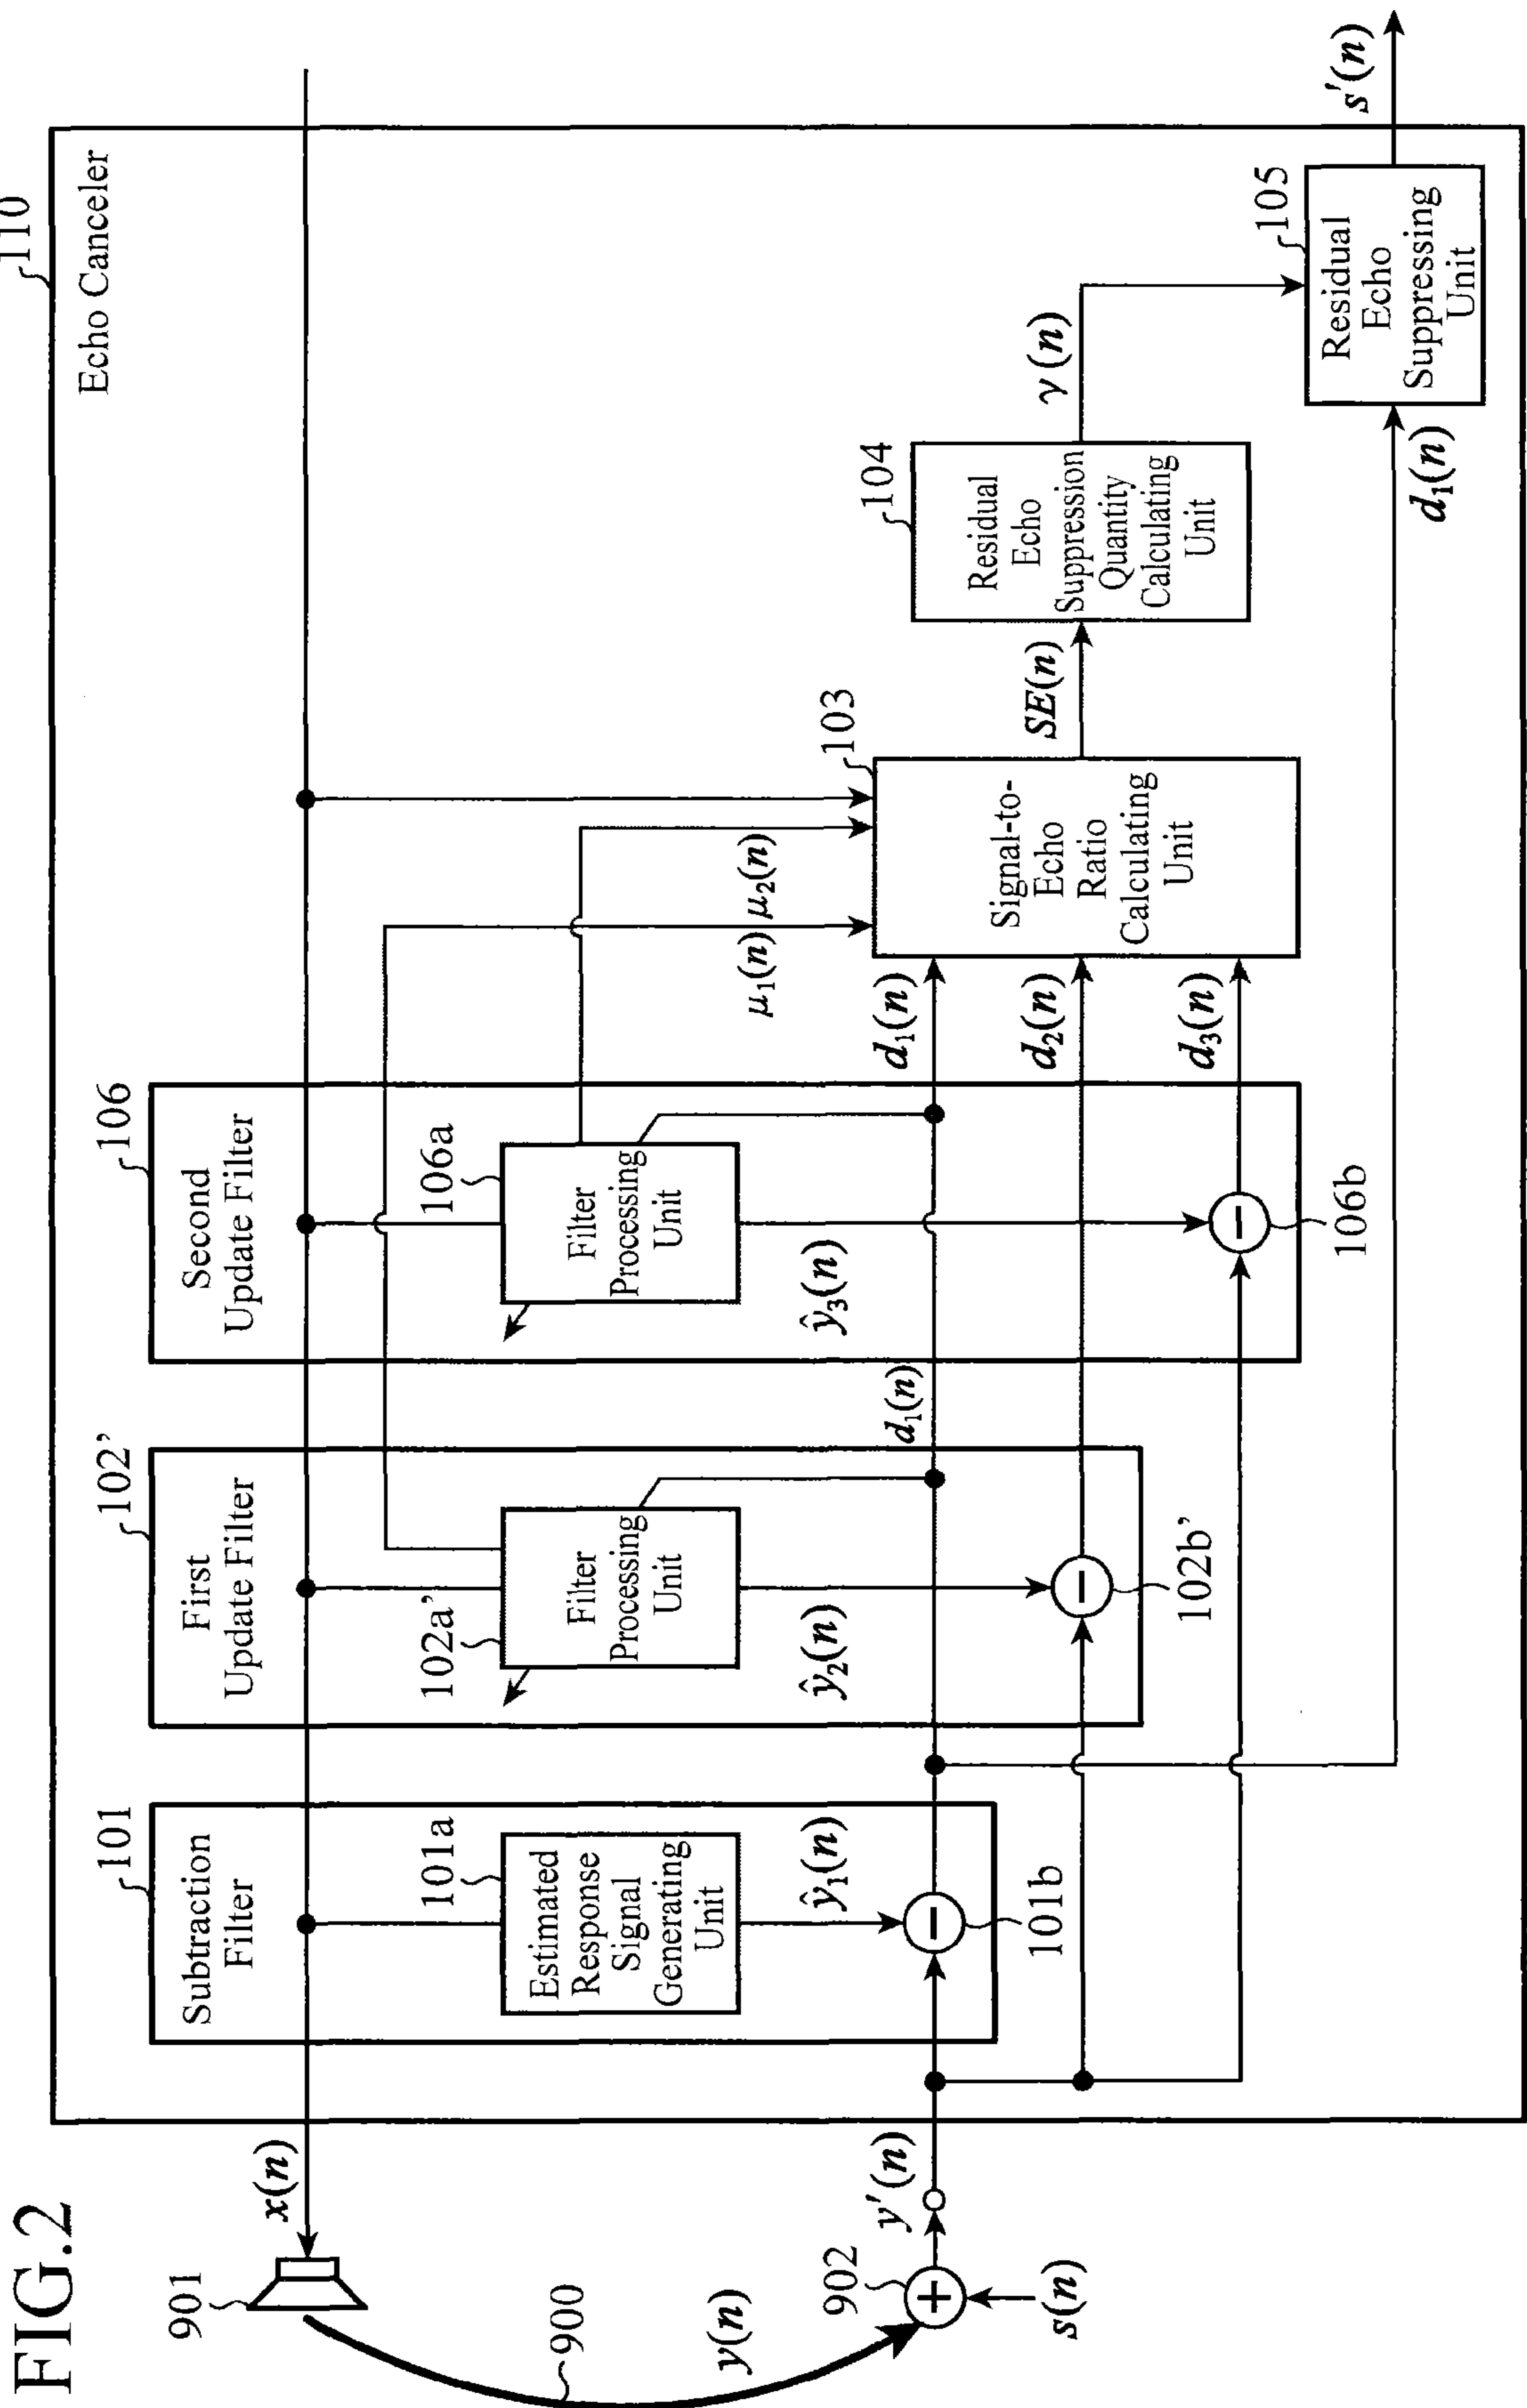 FIG.2
110
Echo Canceler
901
x(n)
900
y(n)
902
s(n)
y'(n)
101
Subtraction
Filter
101a
Estimated
Response
Signal
Generating
Unit
ŷ₁(n)
101b
102'
First
Update Filter
102a'
Filter
Processing
Unit
ŷ₂(n)
102b'
d₁(n)
106
Second
Update Filter
106a
Filter
Processing
Unit
ŷ₃(n)
106b
μ₁(n)
μ₂(n)
d₁(n)
d₂(n)
d₃(n)
103
Signal-to-
Echo
Ratio
Calculating
Unit
SE(n)
104
Residual
Echo
Suppression
Quantity
Calculating
Unit
γ(n)
d₁(n)
105
Residual
Echo
Suppressing
Unit
s'(n)